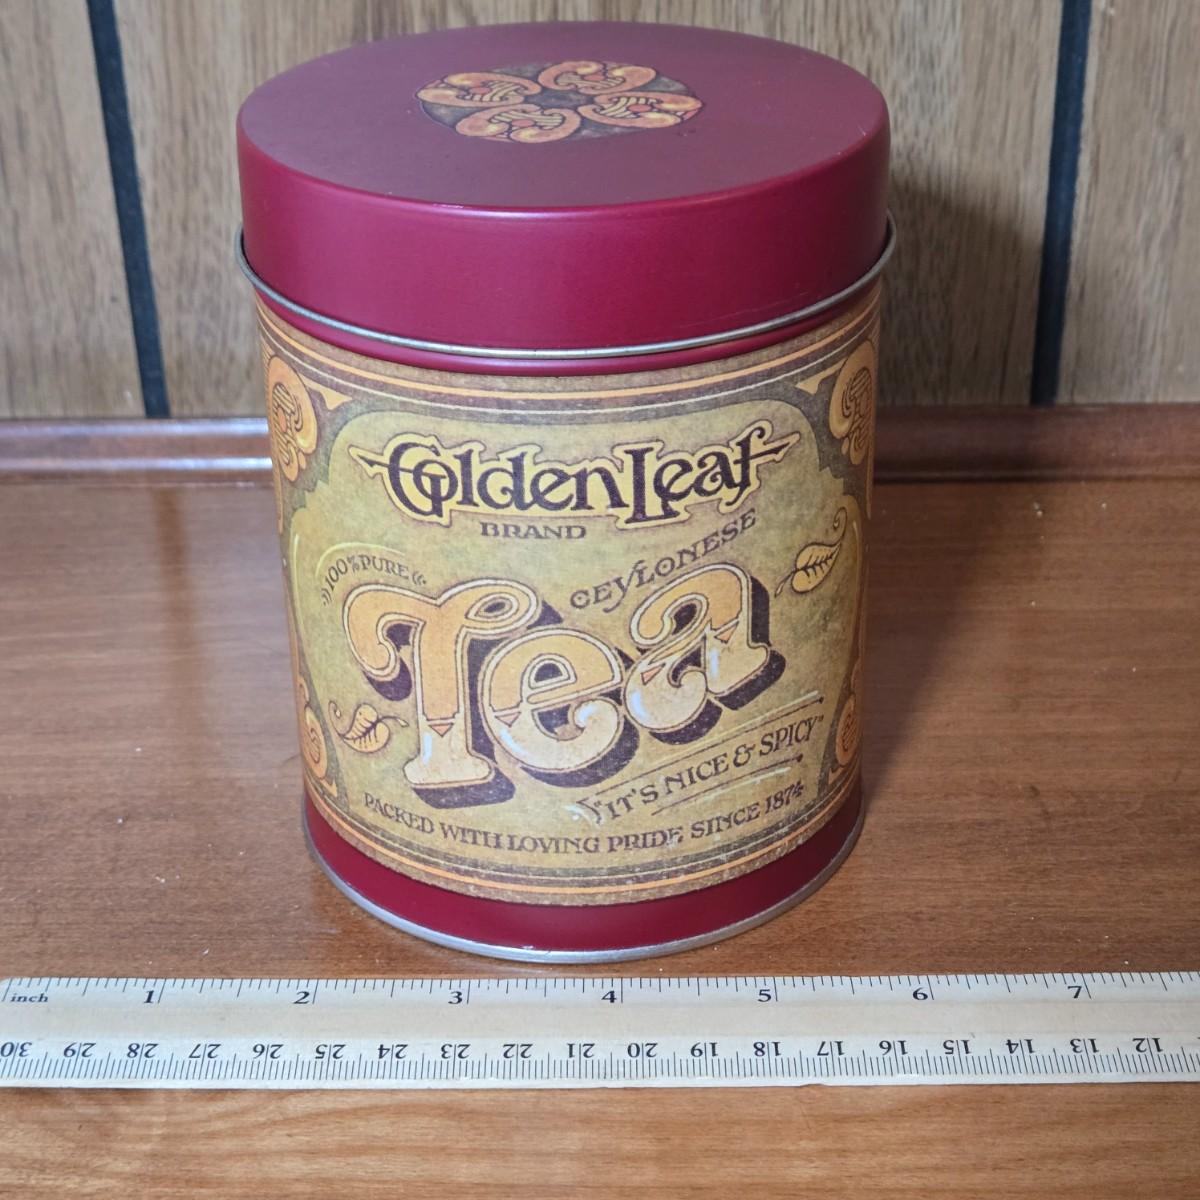 Golden Leaf
BRAND
100% PURE
CEYLONESE
Tea
"IT'S NICE & SPICY"
PACKED WITH LOVING PRIDE SINCE 1874
inch 1 2 3 4 5 6 7
30 29 28 27 26 25 24 23 22 21 20 19 18 17 16 15 14 13 12